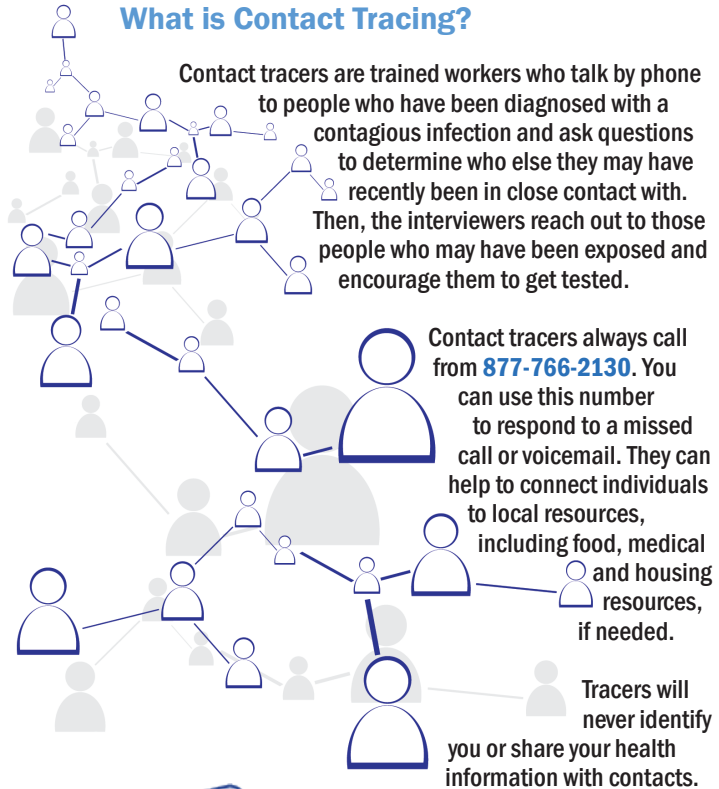 What is Contact Tracing?
Contact tracers are trained workers who talk by phone
to people who have been diagnosed with a
contagious infection and ask questions
to determine who else they may have
recently been in close contact with.
Then, the interviewers reach out to those
people who may have been exposed and
encourage them to get tested.
Contact tracers always call
from 877-766-2130. You
can use this number
to respond to a missed
call or voicemail. They can
help to connect individuals
to local resources,
including food, medical
and housing
resources,
if needed.
Tracers will
never identify
you or share your health
information with contacts.